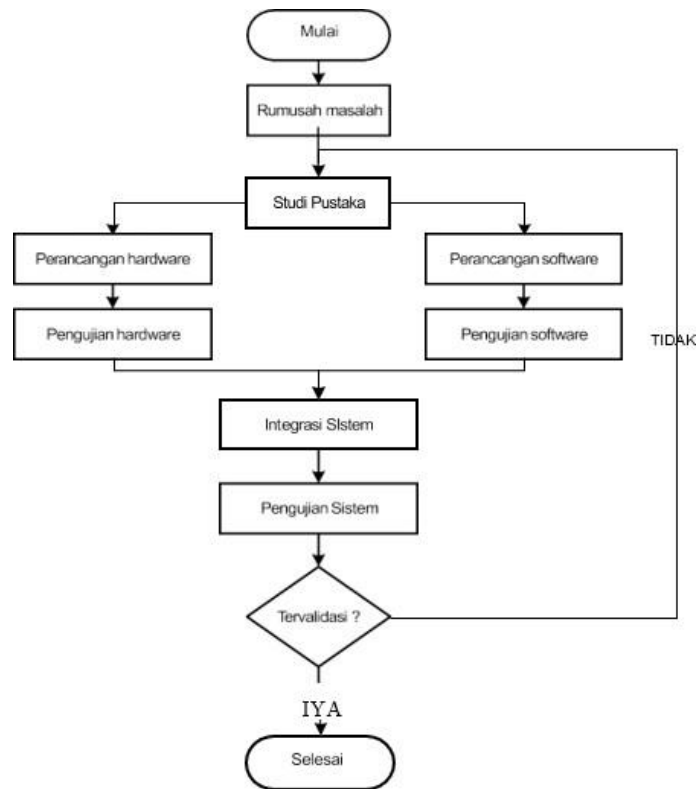 Mulai
Rumusah masalah
Studi Pustaka
Perancangan hardware
Perancangan software
Pengujian hardware
Pengujian software
TIDAK
Integrasi SIstem
Pengujian Sistem
Tervalidasi ?
IYA
Selesai